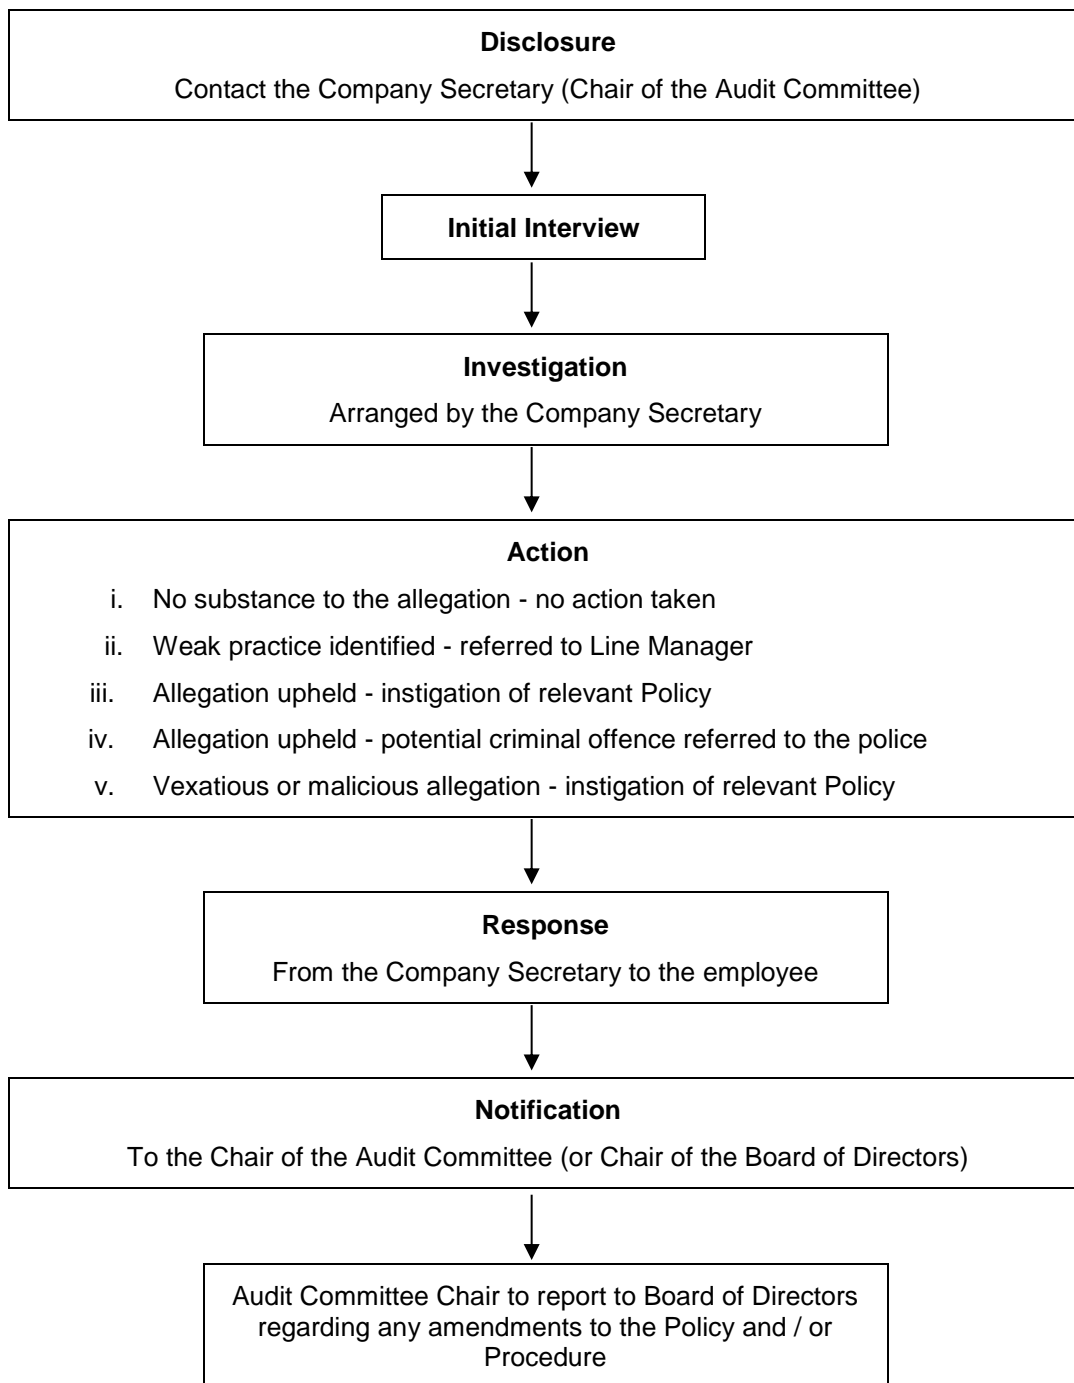 Disclosure
Contact the Company Secretary (Chair of the Audit Committee)
Initial Interview
Investigation
Arranged by the Company Secretary
Action
i. No substance to the allegation - no action taken
ii. Weak practice identified - referred to Line Manager
iii. Allegation upheld - instigation of relevant Policy
iv. Allegation upheld - potential criminal offence referred to the police
v. Vexatious or malicious allegation - instigation of relevant Policy
Response
From the Company Secretary to the employee
Notification
To the Chair of the Audit Committee (or Chair of the Board of Directors)
Audit Committee Chair to report to Board of Directors
regarding any amendments to the Policy and / or
Procedure